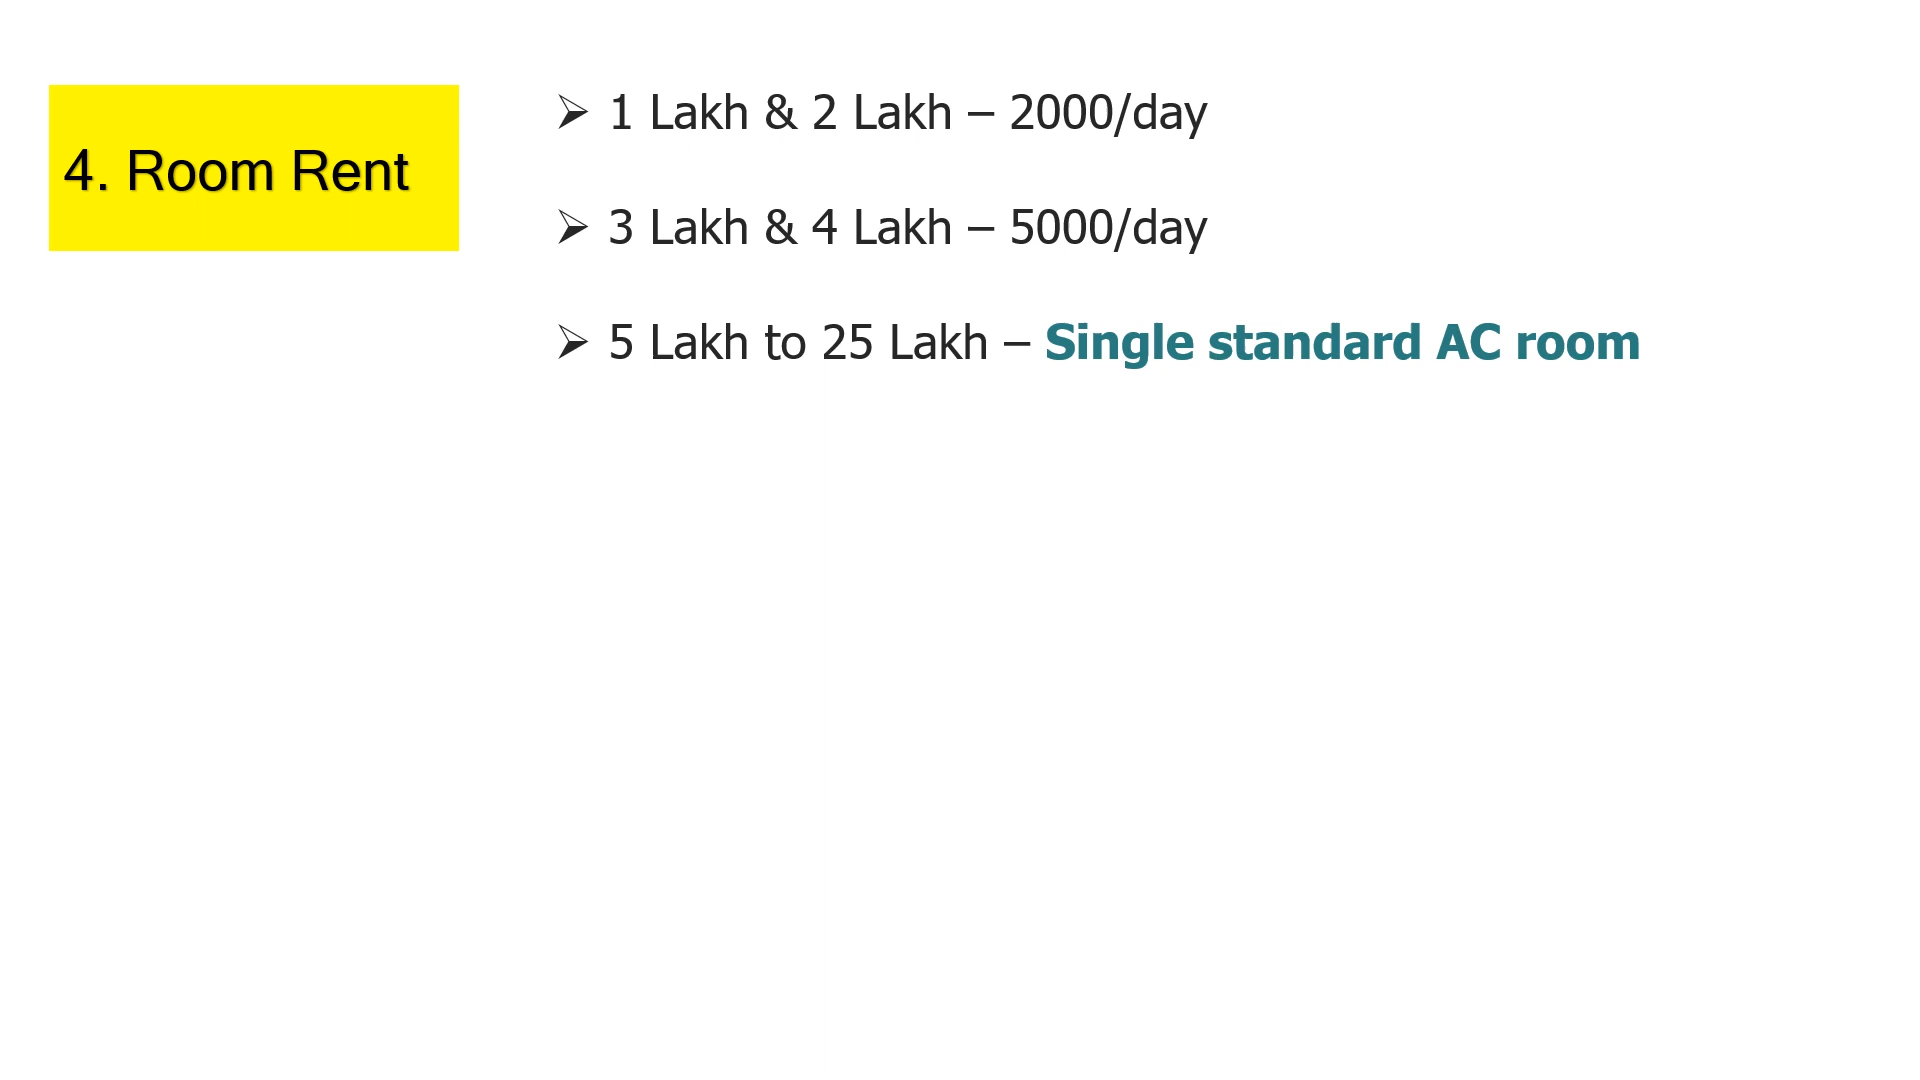 4. Room Rent
➢ 1 Lakh & 2 Lakh – 2000/day
➢ 3 Lakh & 4 Lakh – 5000/day
➢ 5 Lakh to 25 Lakh – Single standard AC room